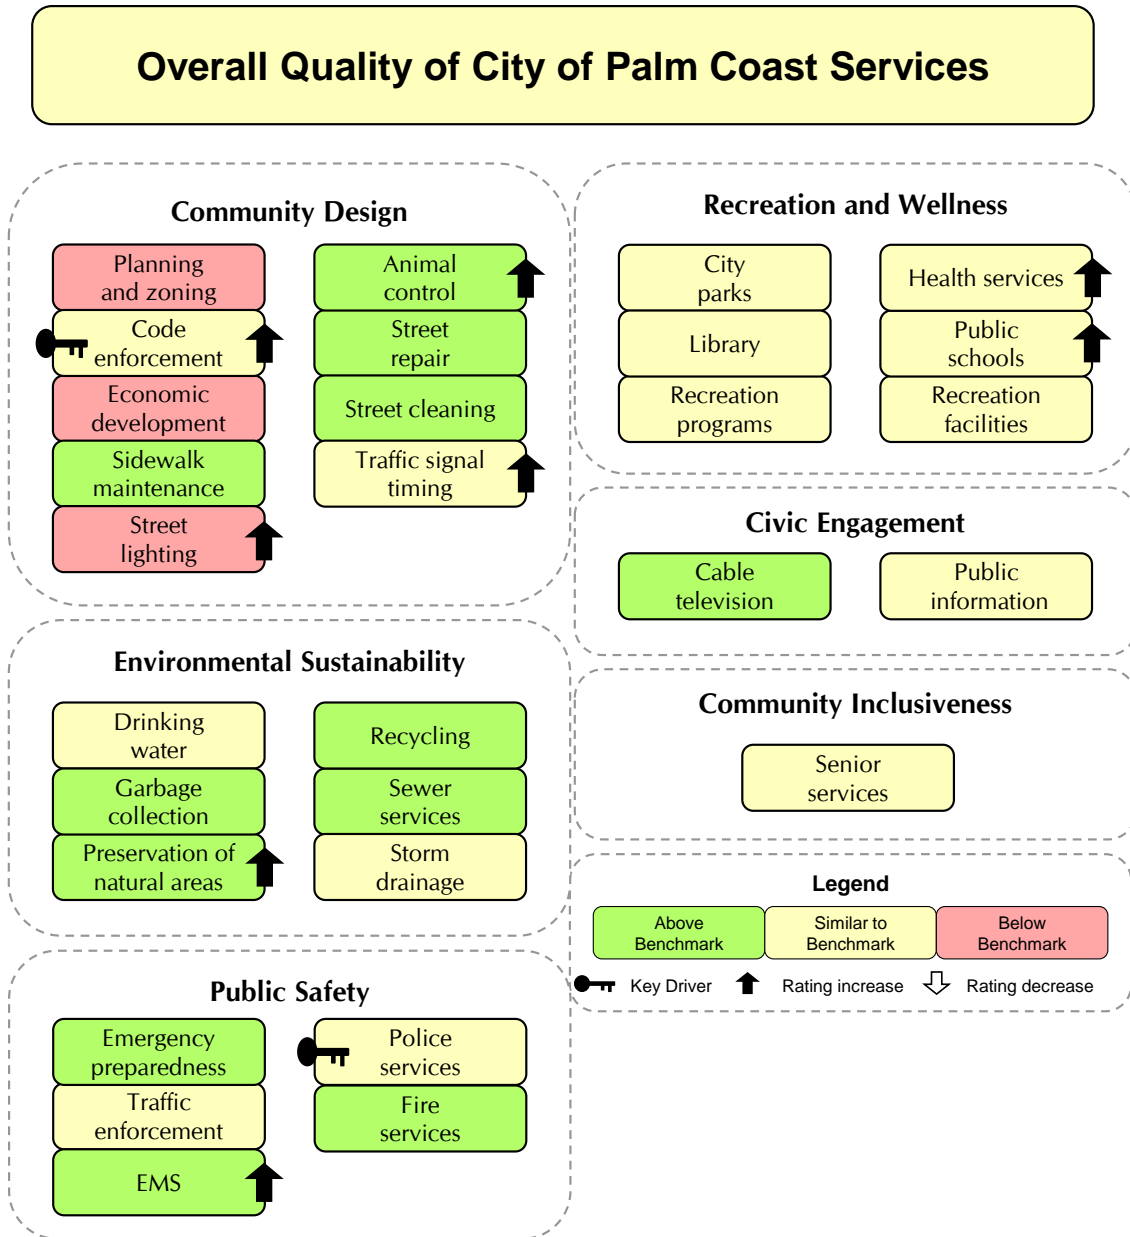 Overall Quality of City of Palm Coast Services
Community Design
Planning
and zoning
Code
enforcement
Economic
development
Sidewalk
maintenance
Street
lighting
Animal
control
Street
repair
Street cleaning
Traffic signal
timing
Environmental Sustainability
Drinking
water
Garbage
collection
Preservation of
natural areas
Recycling
Sewer
services
Storm
drainage
Public Safety
Emergency
preparedness
Traffic
enforcement
EMS
Police
services
Fire
services
Recreation and Wellness
City
parks
Library
Recreation
programs
Health services
Public
schools
Recreation
facilities
Civic Engagement
Cable
television
Public
information
Community Inclusiveness
Senior
services
Legend
Above
Benchmark
Similar to
Benchmark
Below
Benchmark
Key Driver
Rating increase
Rating decrease